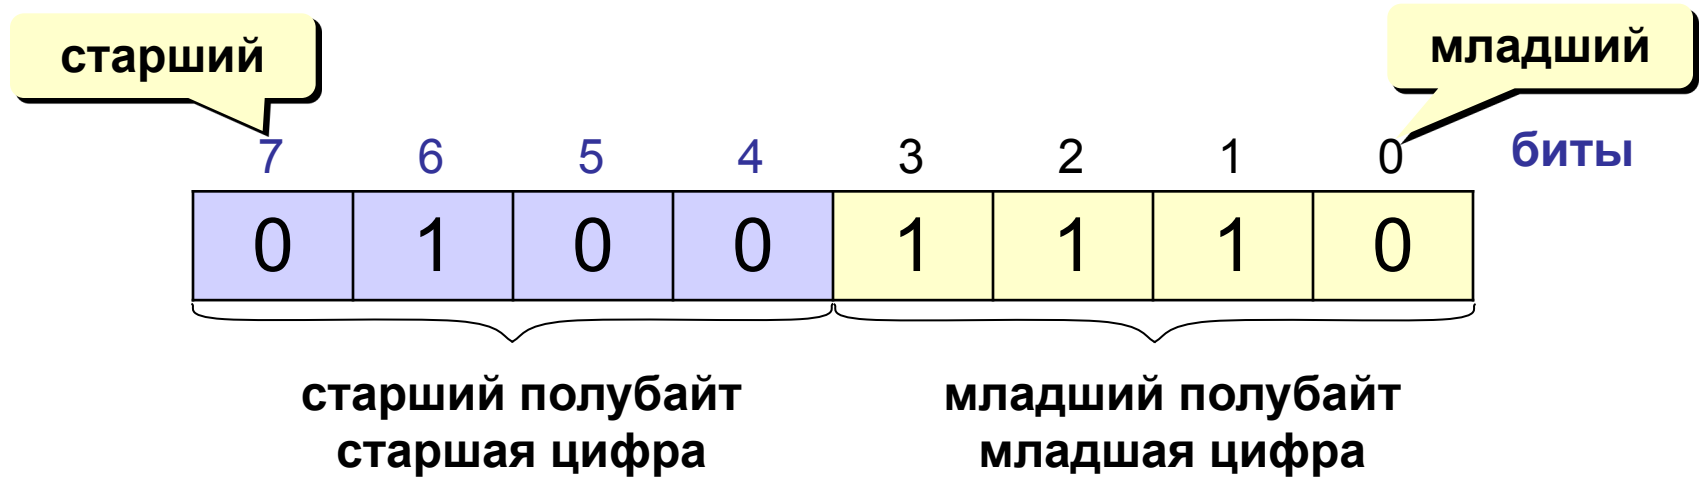 старший
младший
7 6 5 4 3 2 1 0 биты
0 1 0 0 1 1 1 0
старший полубайт
старшая цифра
младший полубайт
младшая цифра